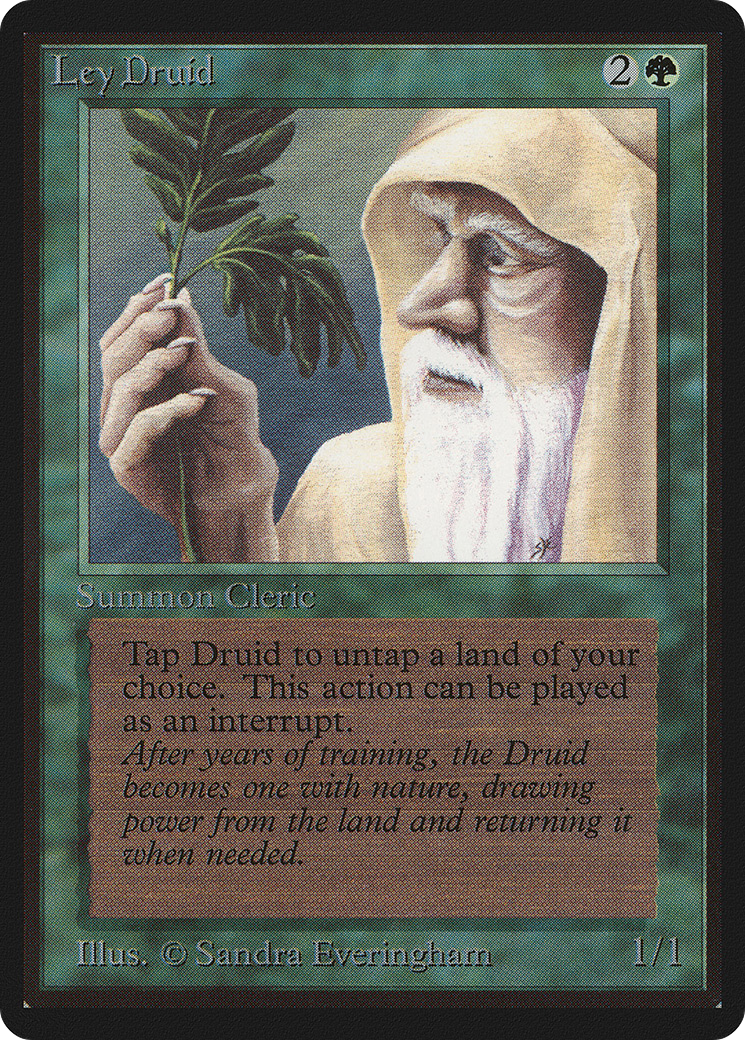 Ley Druid
2
Summon Cleric
Tap Druid to untap a land of your
choice. This action can be played
as an interrupt.
After years of training, the Druid
becomes one with nature, drawing
power from the land and returning it
when needed.
Illus. © Sandra Everingham
1/1